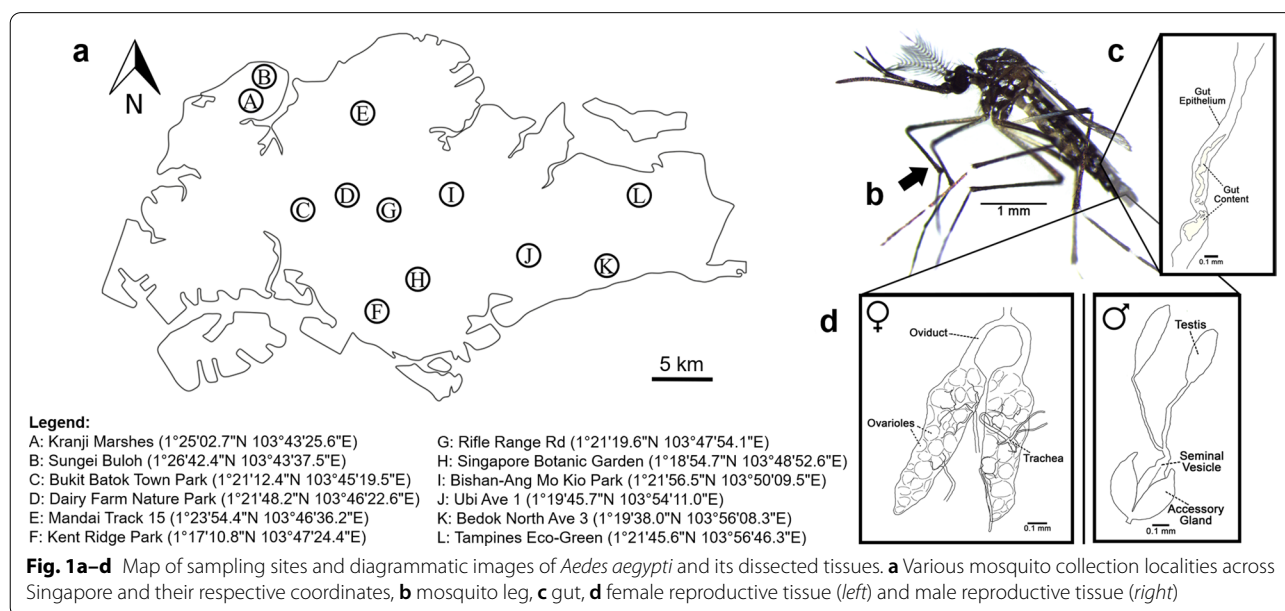 a
N
A
B
C
D
E
F
G
H
I
J
K
L
5 km
Legend:
A: Kranji Marshes (1°25'02.7"N 103°43'25.6"E)
B: Sungei Buloh (1°26'42.4"N 103°43'37.5"E)
C: Bukit Batok Town Park (1°21'12.4"N 103°45'19.5"E)
D: Dairy Farm Nature Park (1°21'48.2"N 103°46'22.6"E)
E: Mandai Track 15 (1°23'54.4"N 103°46'36.2"E)
F: Kent Ridge Park (1°17'10.8"N 103°47'24.4"E)
G: Rifle Range Rd (1°21'19.6"N 103°47'54.1"E)
H: Singapore Botanic Garden (1°18'54.7"N 103°48'52.6"E)
I: Bishan-Ang Mo Kio Park (1°21'56.5"N 103°50'09.5"E)
J: Ubi Ave 1 (1°19'45.7"N 103°54'11.0"E)
K: Bedok North Ave 3 (1°19'38.0"N 103°56'08.3"E)
L: Tampines Eco-Green (1°21'45.6"N 103°56'46.3"E)
b
1 mm
c
Gut
Epithelium
Gut
Content
0.1 mm
d
♀
Oviduct
Ovarioles
Trachea
0.1 mm
♂
Testis
Seminal
Vesicle
Accessory
Gland
0.1 mm
Fig. 1a–d Map of sampling sites and diagrammatic images of Aedes aegypti and its dissected tissues. a Various mosquito collection localities across
Singapore and their respective coordinates, b mosquito leg, c gut, d female reproductive tissue (left) and male reproductive tissue (right)